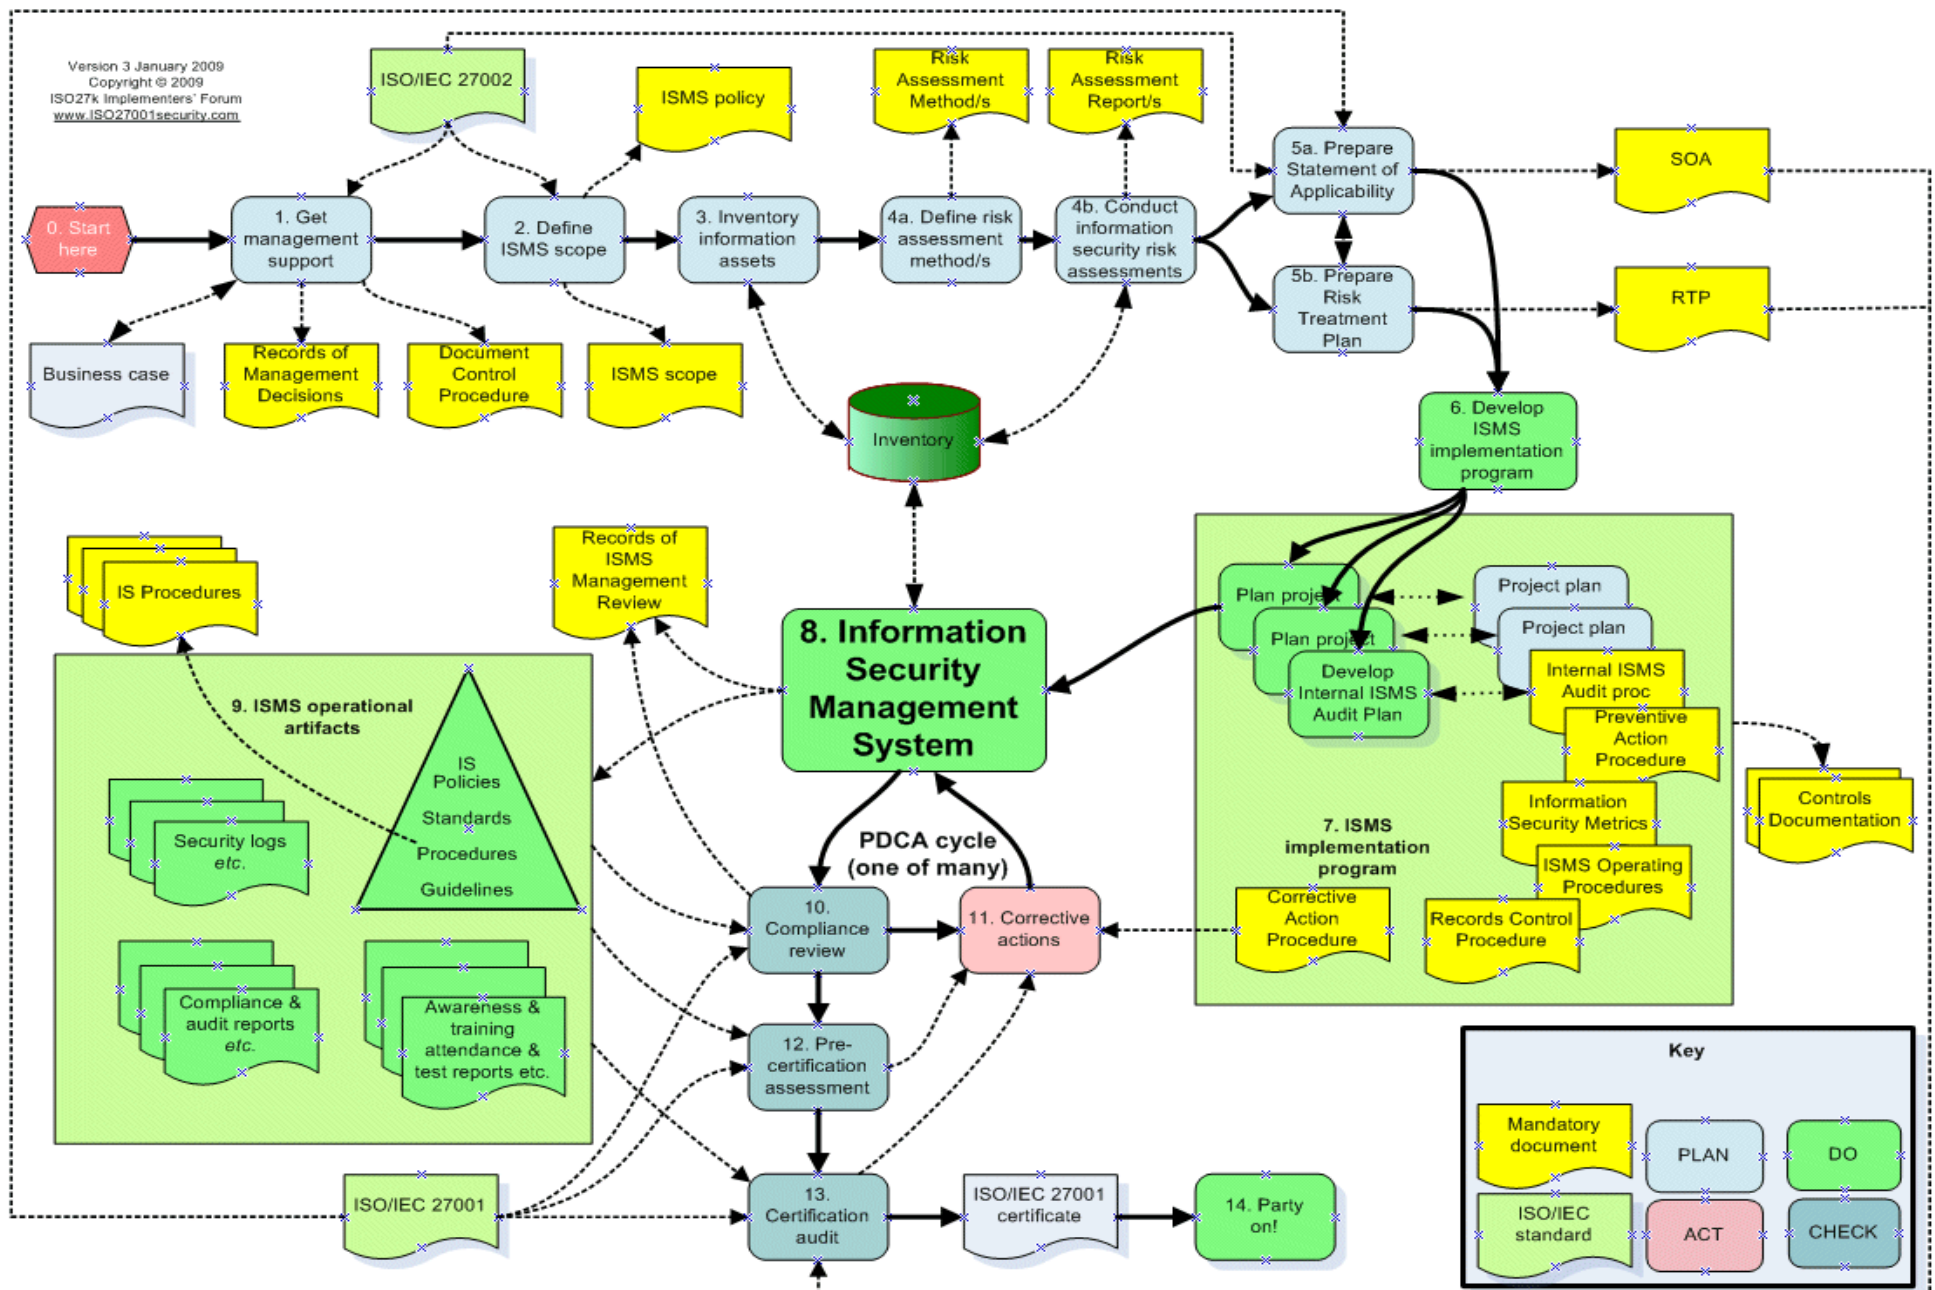 Version 3 January 2009
Copyright © 2009
ISO27k Implementers' Forum
www.ISO27001security.com
ISO/IEC 27002
ISMS policy
Risk
Assessment
Method/s
Risk
Assessment
Report/s
0. Start
here
1. Get
management
support
2. Define
ISMS scope
3. Inventory
information
assets
4a. Define risk
assessment
method/s
4b. Conduct
information
security risk
assessments
5a. Prepare
Statement of
Applicability
SOA
5b. Prepare
Risk
Treatment
Plan
RTP
Business case
Records of
Management
Decisions
Document
Control
Procedure
ISMS scope
Inventory
6. Develop
ISMS
implementation
program
IS Procedures
Records of
ISMS
Management
Review
8. Information
Security
Management
System
Plan project
Plan project
Develop
Internal ISMS
Audit Plan
Project plan
Project plan
Internal ISMS
Audit proc
Preventive
Action
Procedure
Information
Security Metrics
ISMS Operating
Procedures
Records Control
Procedure
Corrective
Action
Procedure
7. ISMS
implementation
program
Controls
Documentation
9. ISMS operational
artifacts
IS
Policies
Standards
Procedures
Guidelines
Security logs
etc.
Compliance &
audit reports
etc.
Awareness &
training
attendance &
test reports etc.
PDCA cycle
(one of many)
10.
Compliance
review
11. Corrective
actions
12. Pre-
certification
assessment
13.
Certification
audit
ISO/IEC 27001
ISO/IEC 27001
certificate
14. Party
on!
Key
Mandatory
document
PLAN
DO
ISO/IEC
standard
ACT
CHECK